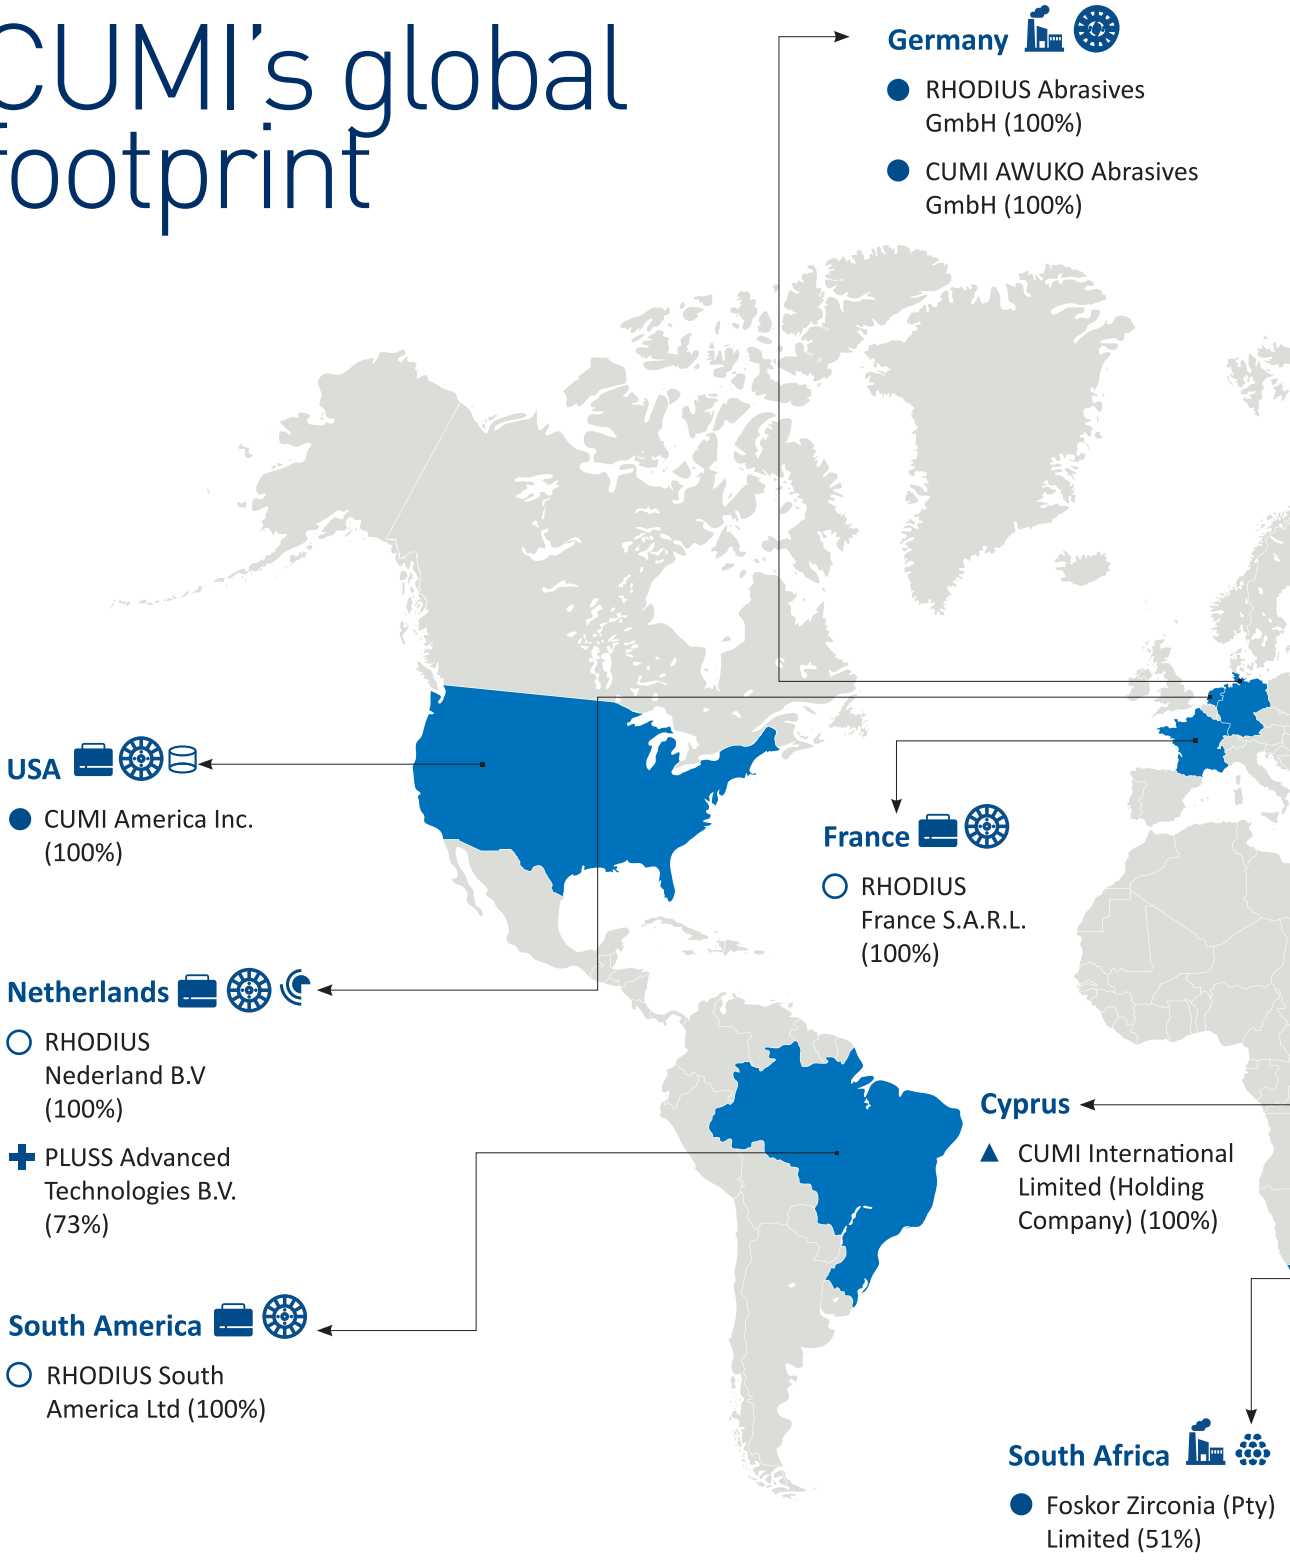 CUMI's global
footprint
Germany
RHODIUS Abrasives
GmbH (100%)
CUMI AWUKO Abrasives
GmbH (100%)
USA
CUMI America Inc.
(100%)
France
RHODIUS
France S.A.R.L.
(100%)
Netherlands
RHODIUS
Nederland B.V
(100%)
PLUSS Advanced
Technologies B.V.
(73%)
Cyprus
CUMI International
Limited (Holding
Company) (100%)
South America
RHODIUS South
America Ltd (100%)
South Africa
Foskor Zirconia (Pty)
Limited (51%)